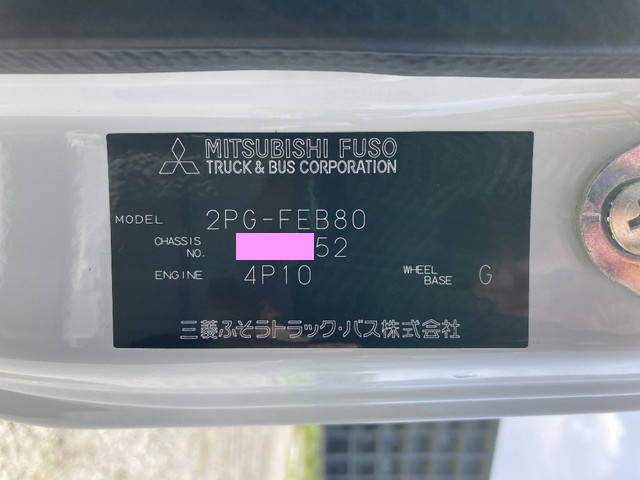 MITSUBISHI FUSO
TRUCK & BUS CORPORATION
MODEL 2PG-FEB80
CHASSIS NO. 52
ENGINE 4P10 WHEEL BASE G
三菱ふそうトラック・バス株式会社